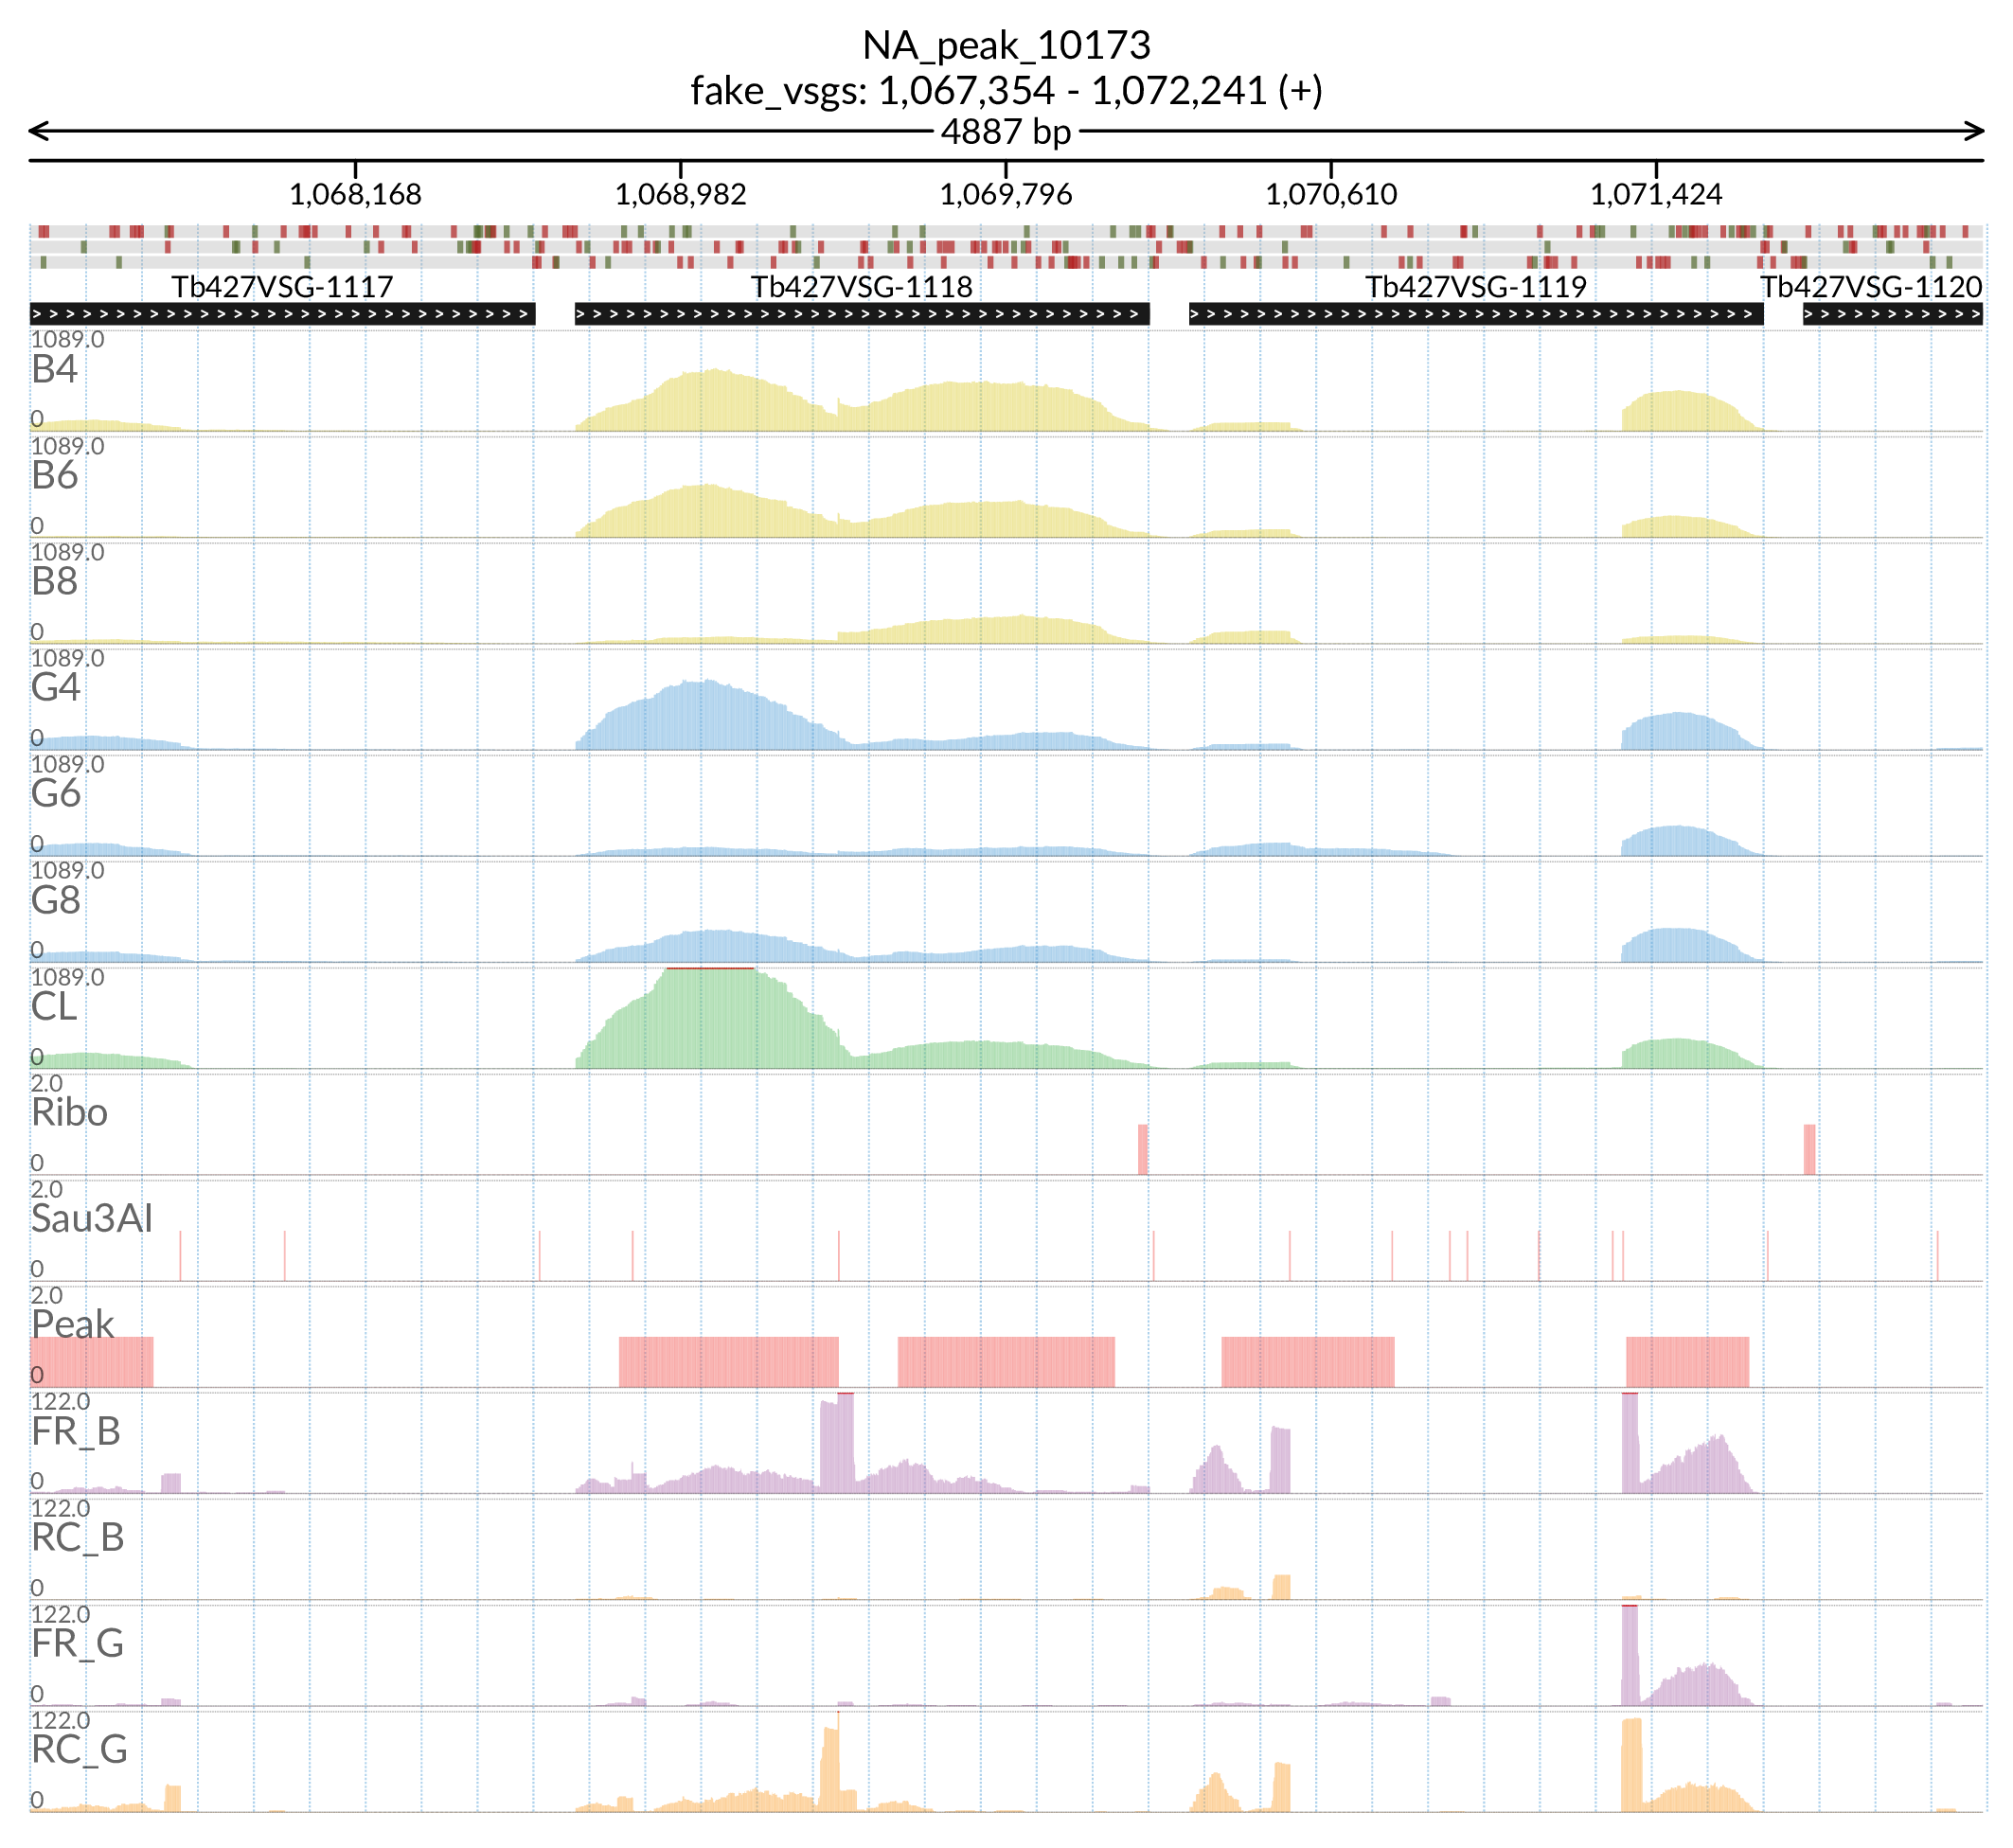 NA_peak_10173
fake_vsgs: 1,067,354 - 1,072,241 (+)
4887 bp
1,068,168 1,068,982 1,069,796 1,070,610 1,071,424
Tb427VSG-1117 Tb427VSG-1118 Tb427VSG-1119 Tb427VSG-1120
1089.0
B4
0
1089.0
B6
0
1089.0
B8
0
1089.0
G4
0
1089.0
G6
0
1089.0
G8
0
1089.0
CL
0
2.0
Ribo
0
2.0
Sau3AI
0
2.0
Peak
0
122.0
FR_B
0
122.0
RC_B
0
122.0
FR_G
0
122.0
RC_G
0